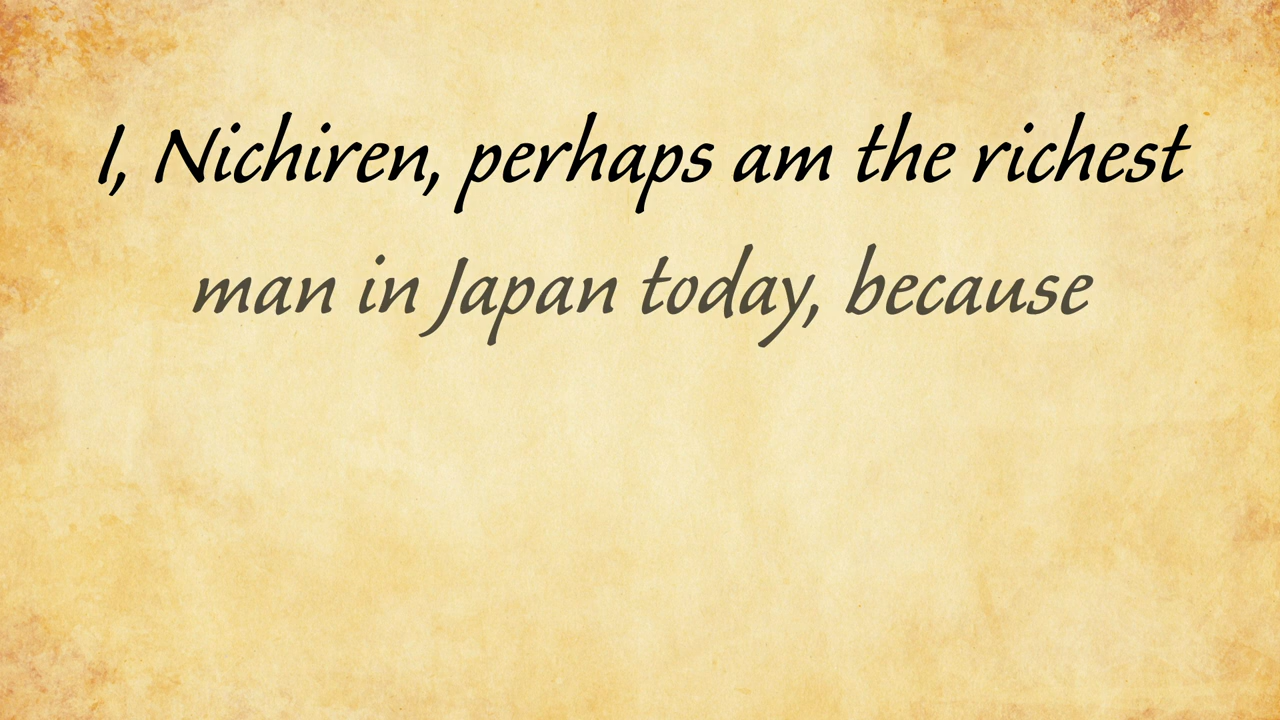 I, Nichiren, perhaps am the richest
man in Japan today, because